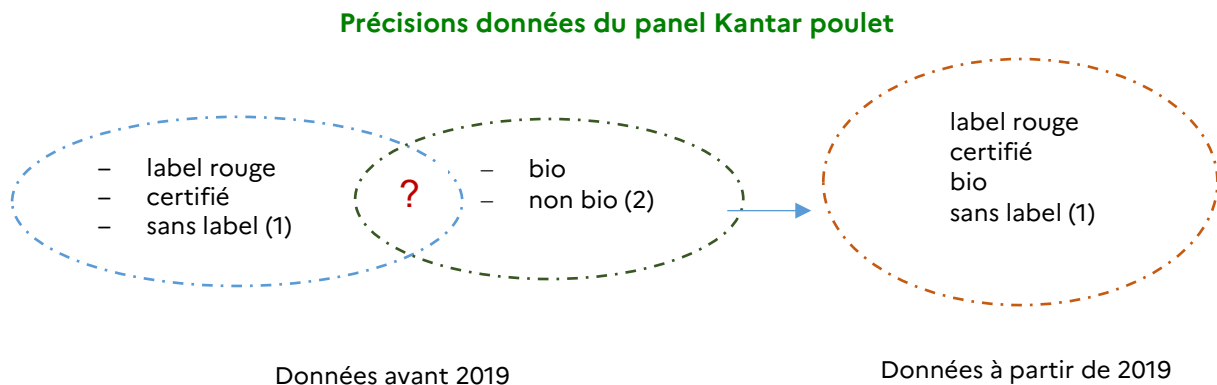 Précisions données du panel Kantar poulet
– label rouge
– certifié
– sans label (1)
?
– bio
– non bio (2)
label rouge
certifié
bio
sans label (1)
Données avant 2019
Données à partir de 2019